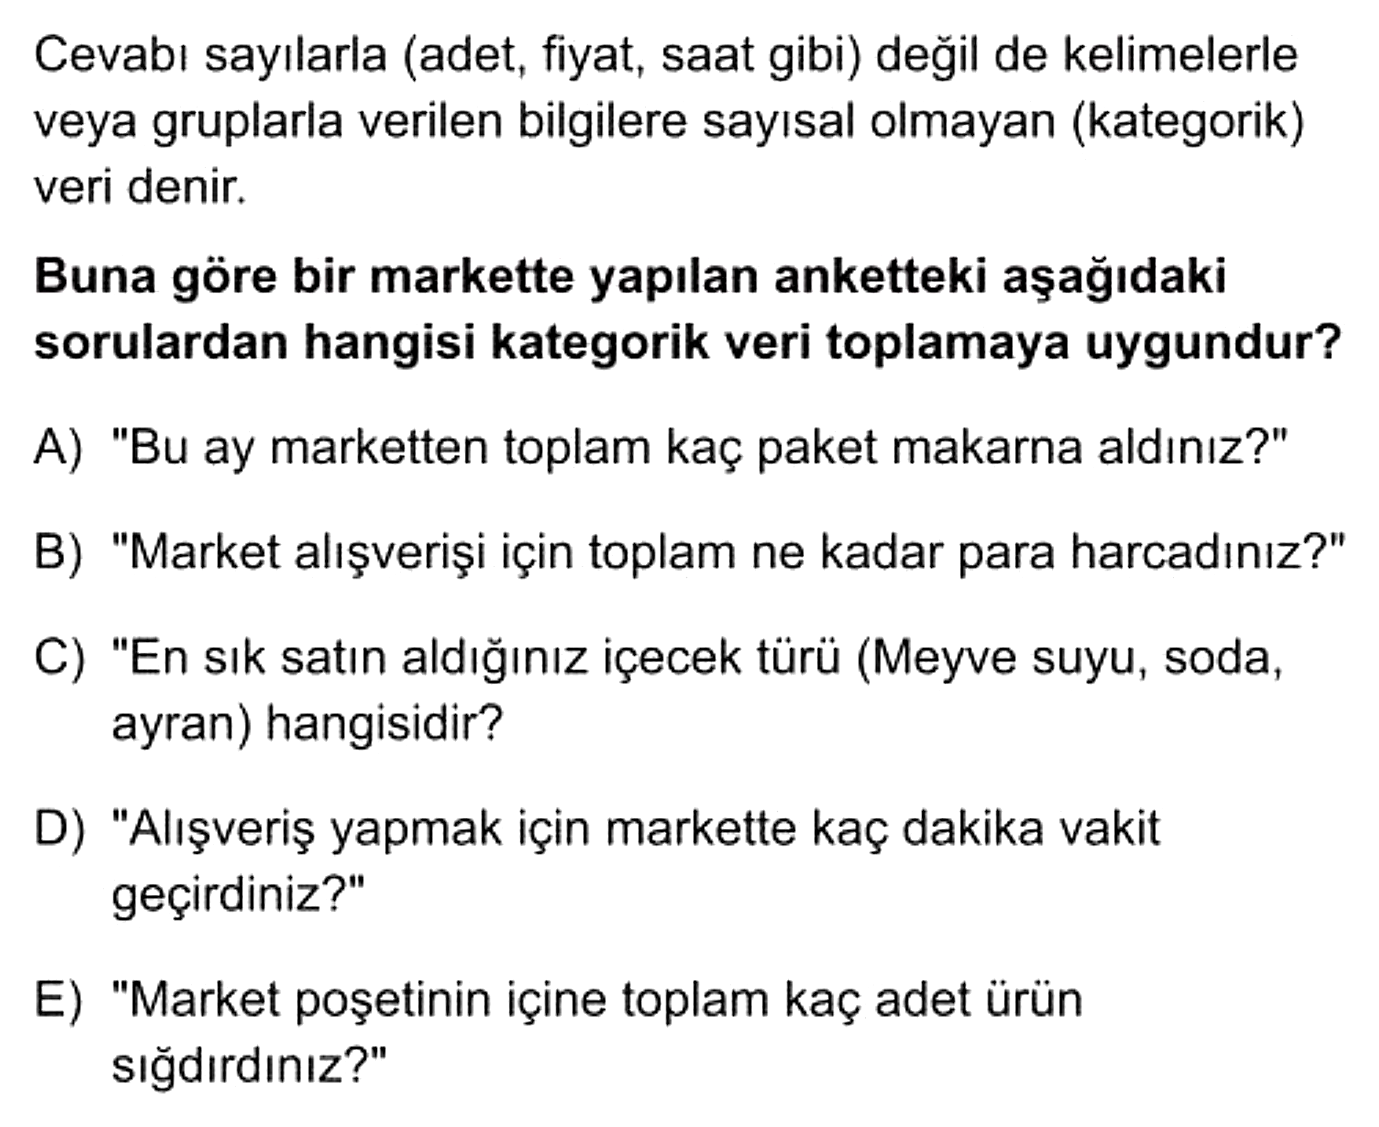 Cevabı sayılarla (adet, fiyat, saat gibi) değil de kelimelerle
veya gruplarla verilen bilgilere sayısal olmayan (kategorik)
veri denir.
Buna göre bir markette yapılan anketteki aşağıdaki
sorulardan hangisi kategorik veri toplamaya uygundur?
A) "Bu ay marketten toplam kaç paket makarna aldınız?"
B) "Market alışverişi için toplam ne kadar para harcadınız?"
C) "En sık satın aldığınız içecek türü (Meyve suyu, soda,
ayran) hangisidir?
D) "Alışveriş yapmak için markette kaç dakika vakit
geçirdiniz?"
E) "Market poşetinin içine toplam kaç adet ürün
sığdırdınız?"